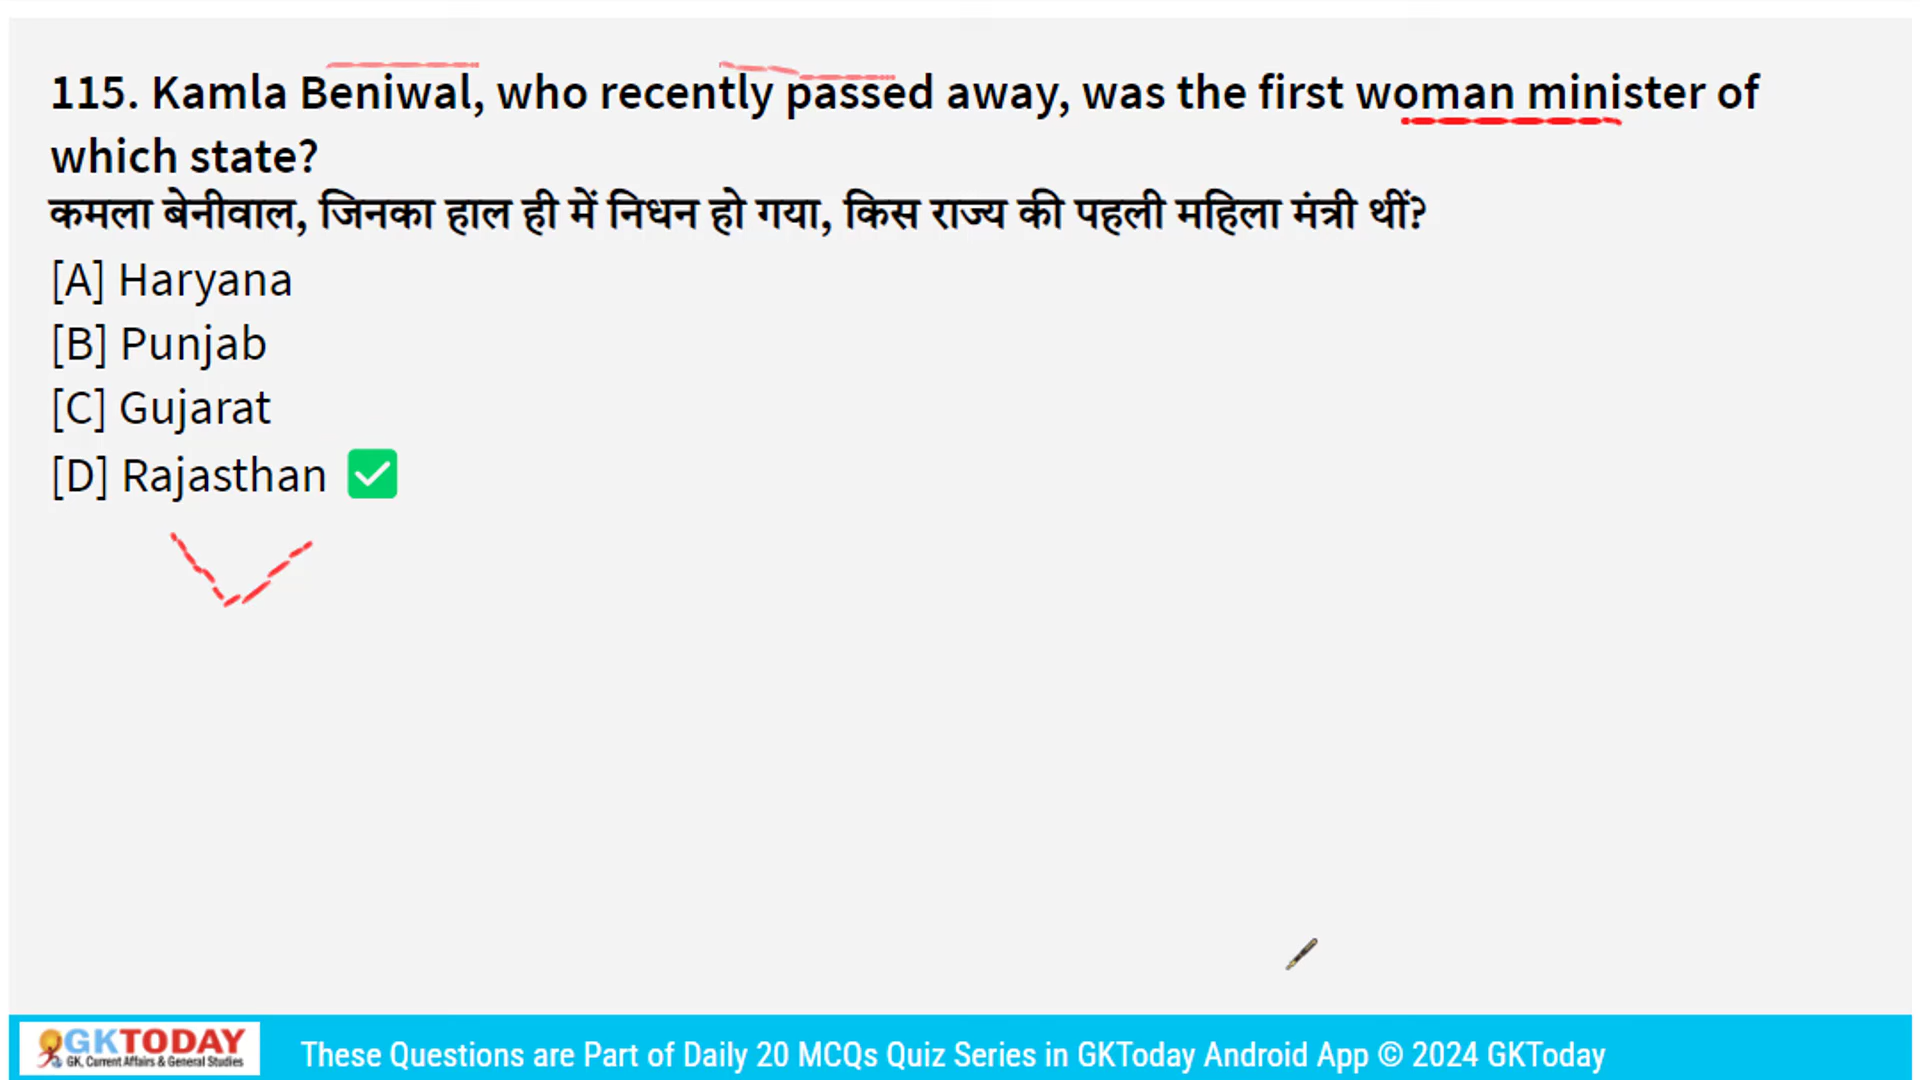 115. Kamla Beniwal, who recently passed away, was the first woman minister of
which state?
कमला बेनीवाल, जिनका हाल ही में निधन हो गया, किस राज्य की पहली महिला मंत्री थीं?
[A] Haryana
[B] Punjab
[C] Gujarat
[D] Rajasthan
GKTODAY
GK, Current Affairs & General Studies
These Questions are Part of Daily 20 MCQs Quiz Series in GKToday Android App © 2024 GKToday